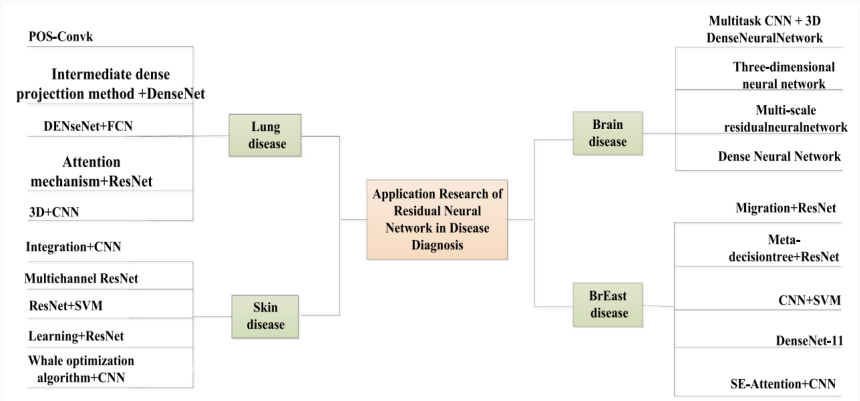 POS-Convk
Intermediate dense
projecttion method +DenseNet
DENseNet+FCN
Attention
mechanism+ResNet
3D+CNN
Lung
disease
Integration+CNN
Multichannel ResNet
ResNet+SVM
Learning+ResNet
Whale optimization
algorithm+CNN
Skin
disease
Application Research of
Residual Neural
Network in Disease
Diagnosis
Brain
disease
Multitask CNN + 3D
DenseNeuralNetwork
Three-dimensional
neural network
Multi-scale
residualneuralnetwork
Dense Neural Network
BrEast
disease
Migration+ResNet
Meta-
decisiontree+ResNet
CNN+SVM
DenseNet-11
SE-Attention+CNN